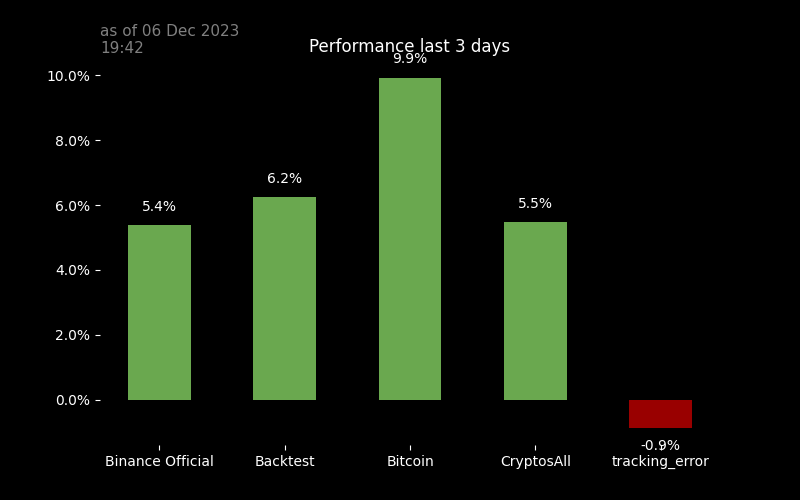 as of 06 Dec 2023
19:42
Performance last 3 days
10.0%
8.0%
6.0%
4.0%
2.0%
0.0%
5.4%
6.2%
9.9%
5.5%
-0.9%
Binance Official
Backtest
Bitcoin
CryptosAll
tracking_error